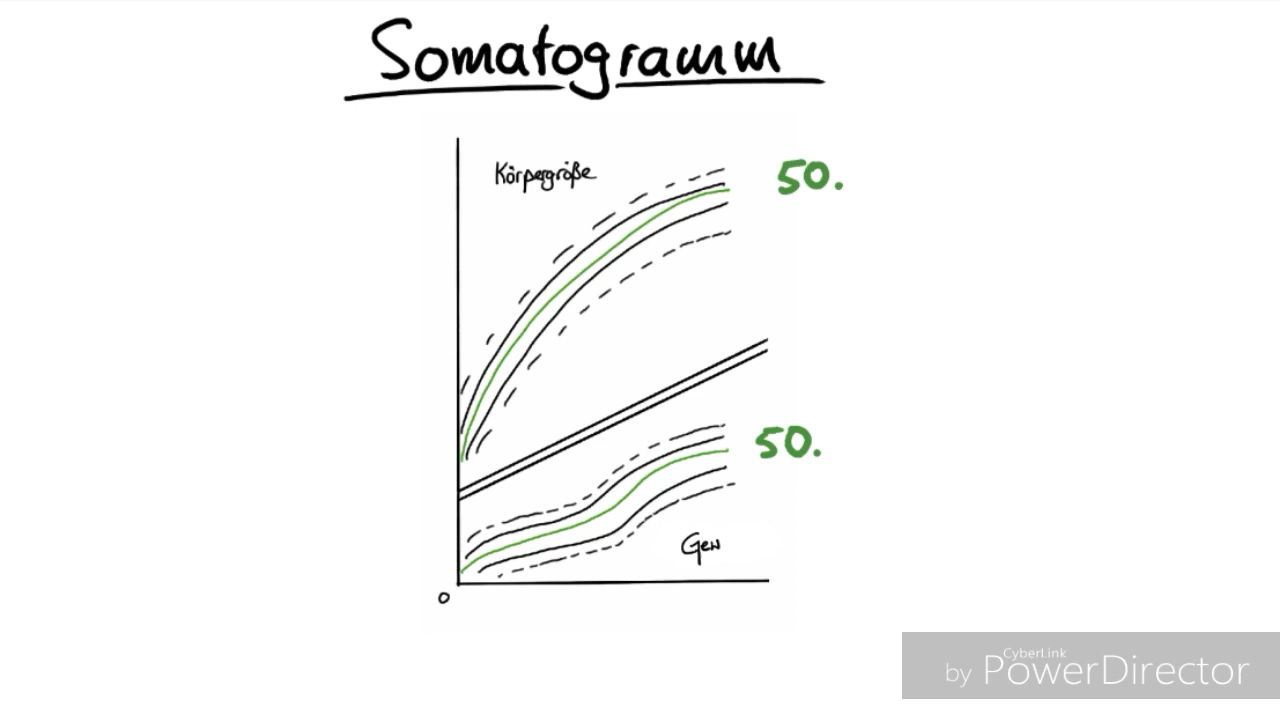 Somatogramm
Körpergröße
50.
50.
Gew
0
CyberLink
by PowerDirector